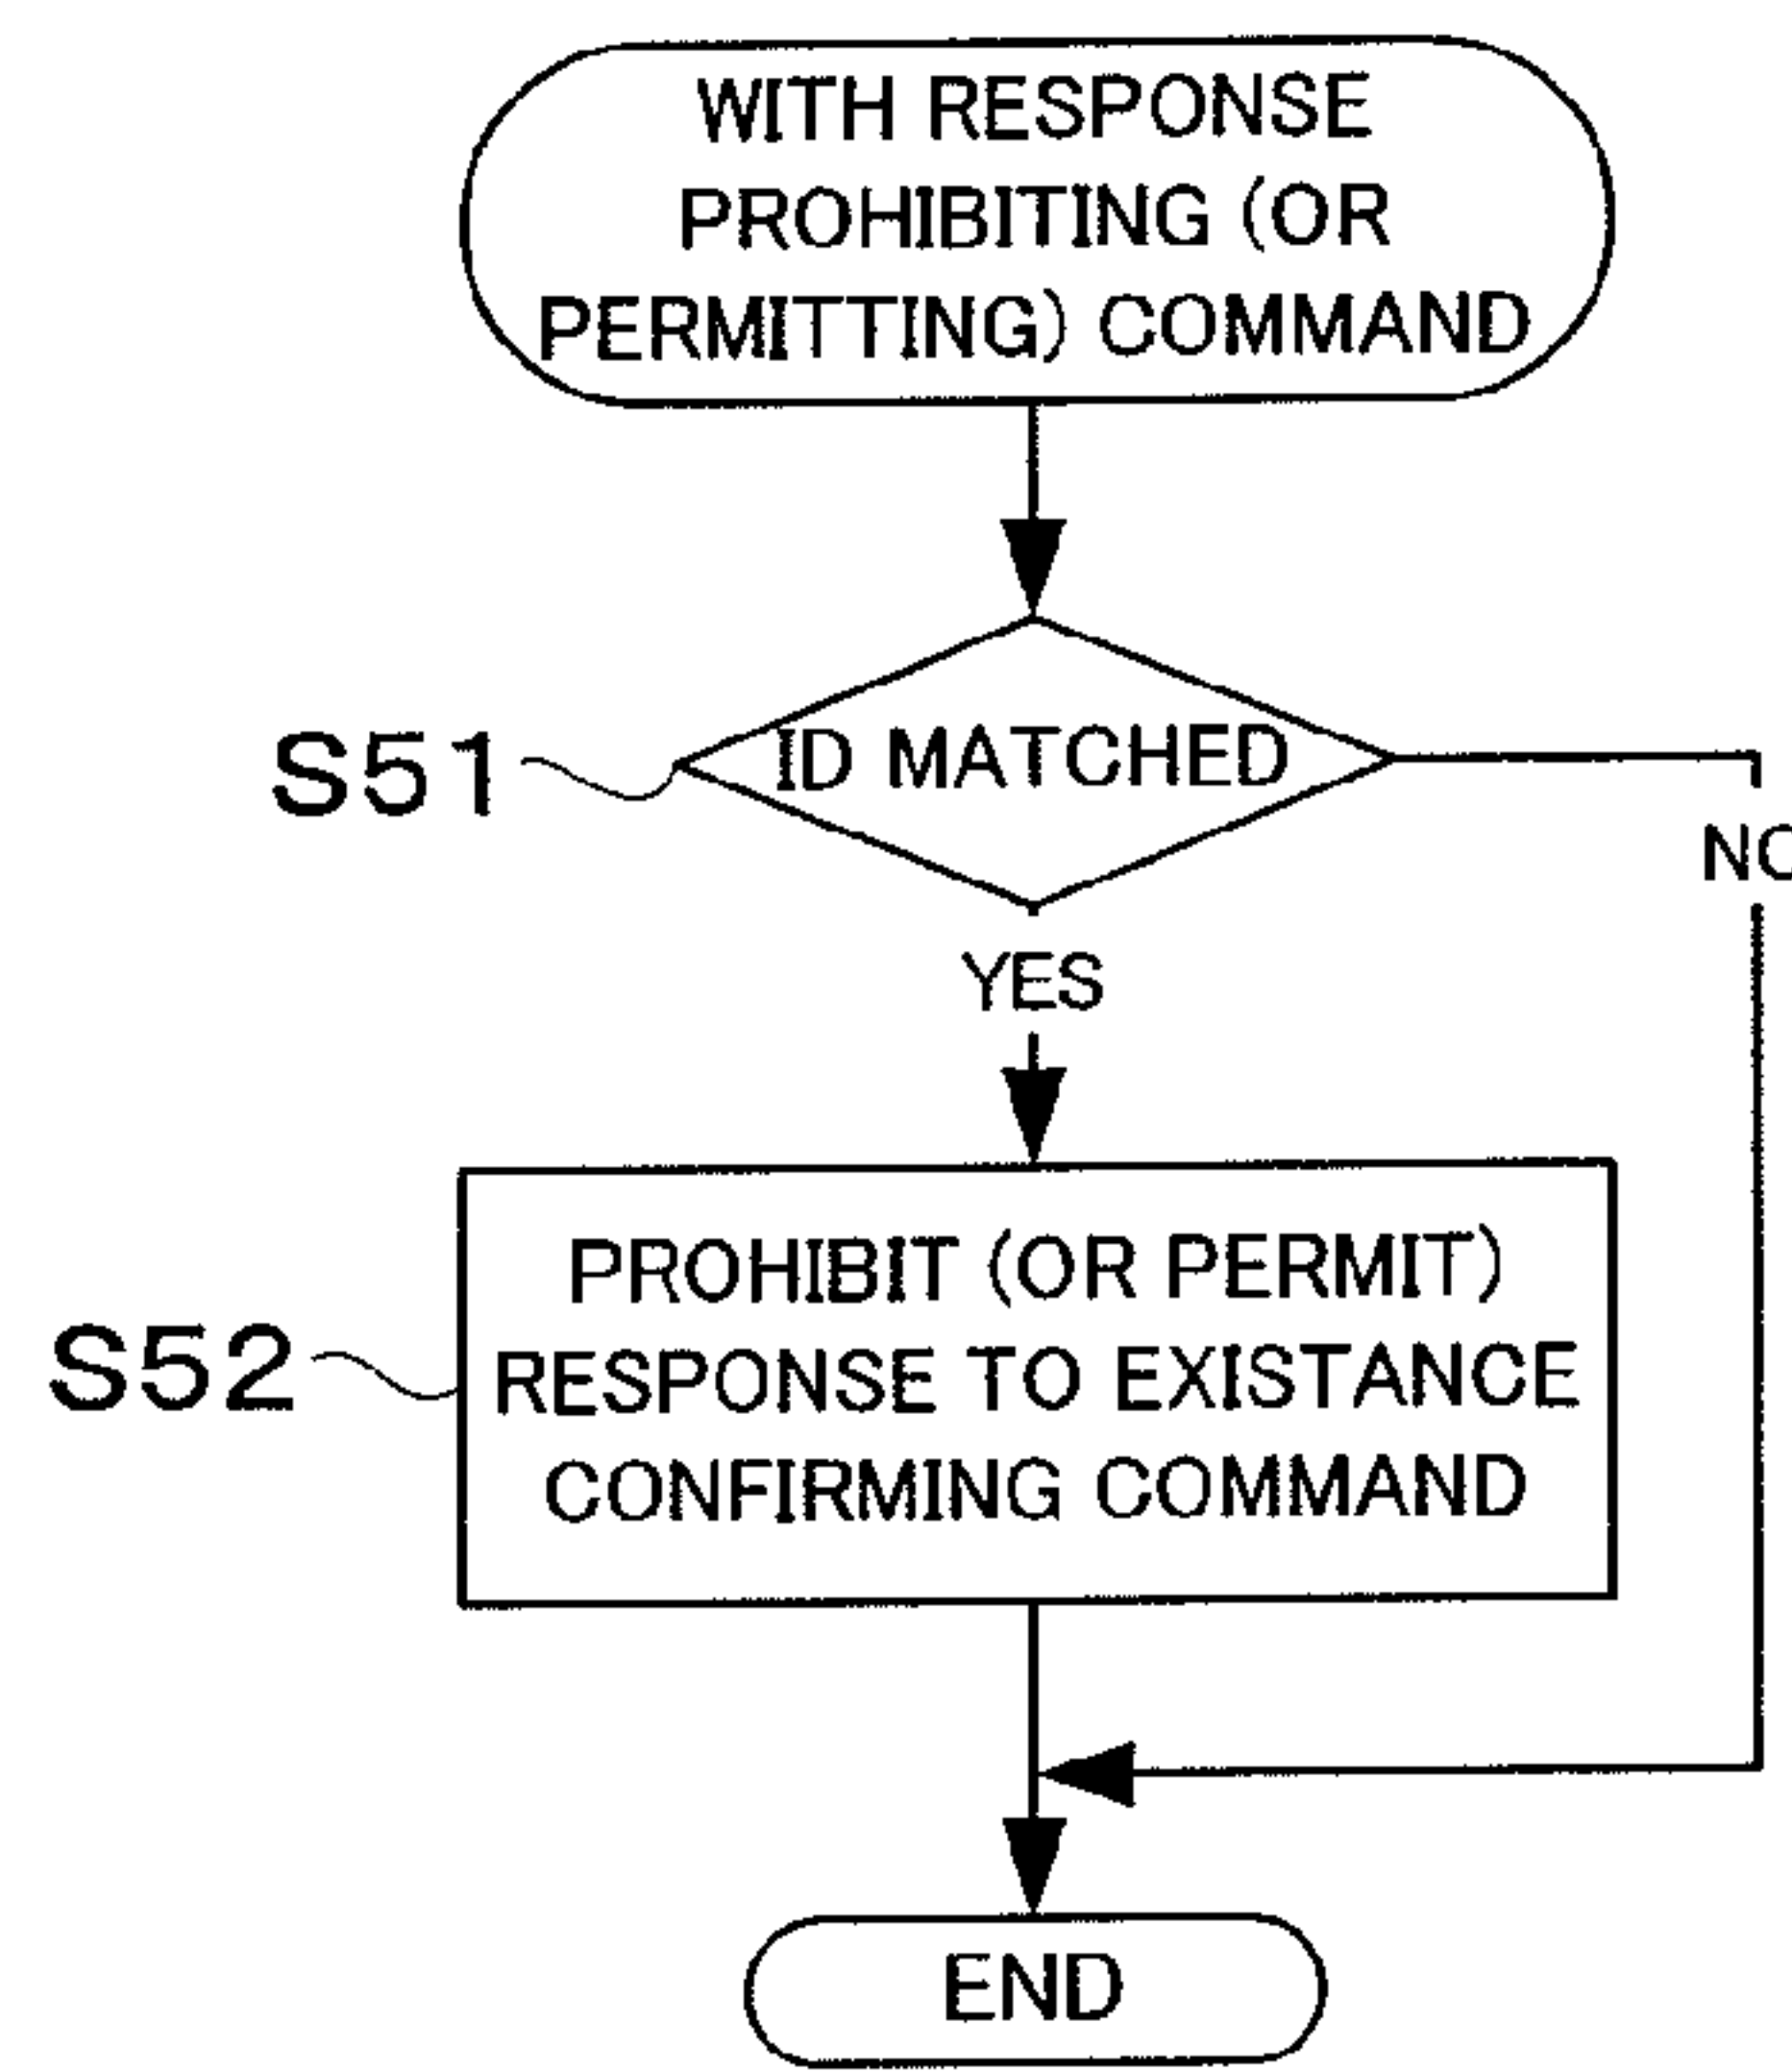 WITH RESPONSE
PROHIBITING (OR
PERMITTING) COMMAND
S51
ID MATCHED
NO
YES
S52
PROHIBIT (OR PERMIT)
RESPONSE TO EXISTANCE
CONFIRMING COMMAND
END